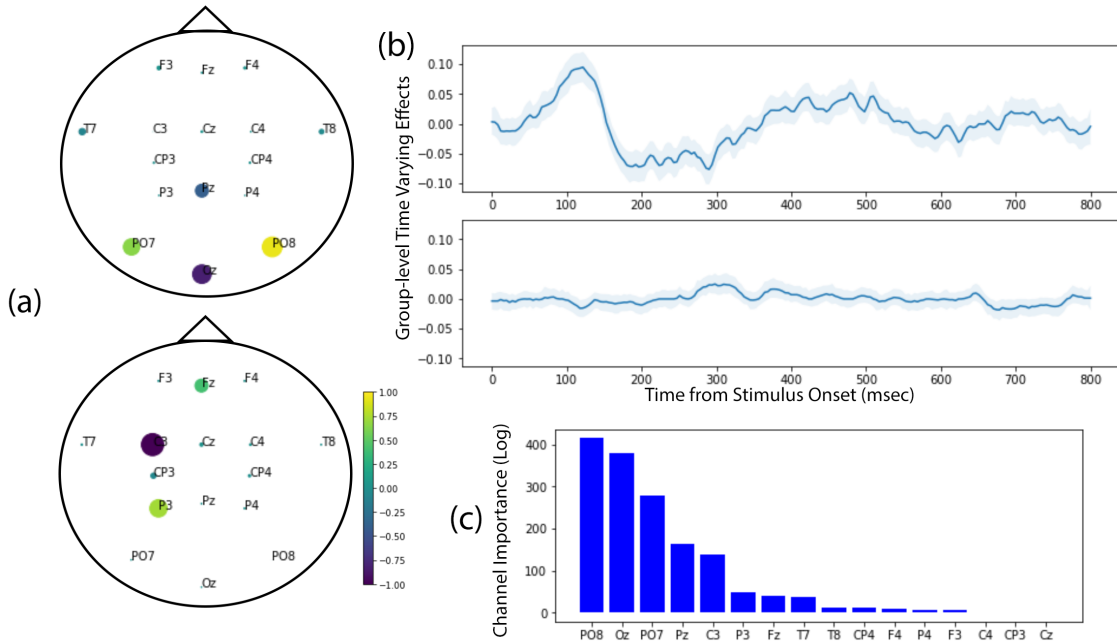 (a)
F3 Fz F4
T7 C3 Cz C4 T8
CP3 CP4
P3 Pz P4
PO7 PO8
Oz
F3 Fz F4
T7 C3 Cz C4 T8
CP3 CP4
P3 Pz P4
PO7 PO8
Oz
1.00
0.75
0.50
0.25
0.00
−0.25
−0.50
−0.75
−1.00
(b)
Group-level Time Varying Effects
0.10
0.05
0.00
−0.05
−0.10
0 100 200 300 400 500 600 700 800
0.10
0.05
0.00
−0.05
−0.10
0 100 200 300 400 500 600 700 800
Time from Stimulus Onset (msec)
(c)
Channel Importance (Log)
400
300
200
100
0
PO8 Oz PO7 Pz C3 P3 Fz T7 T8 CP4 F4 P4 F3 C4 CP3 Cz